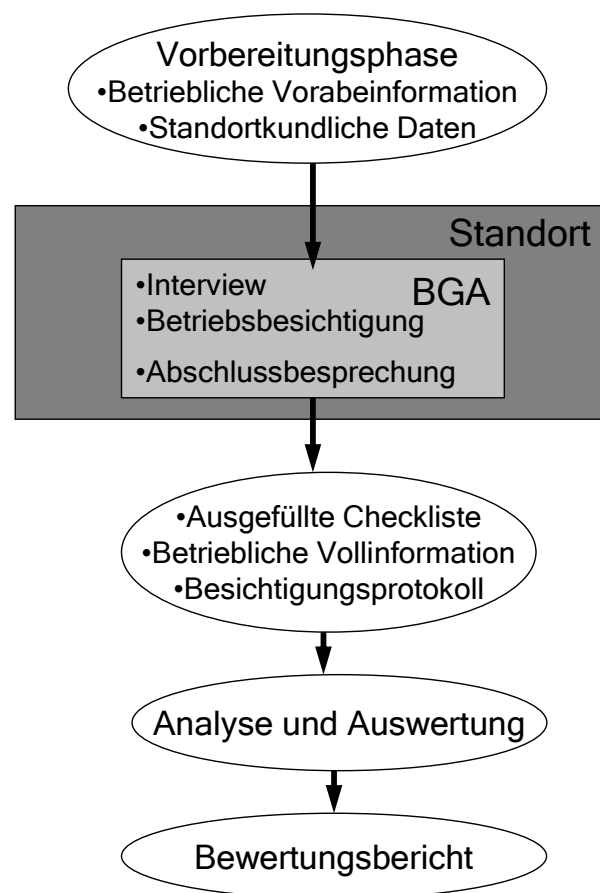 Vorbereitungsphase
•Betriebliche Vorabeinformation
•Standortkundliche Daten
Standort
BGA
•Interview
•Betriebsbesichtigung
•Abschlussbesprechung
•Ausgefüllte Checkliste
•Betriebliche Vollinformation
•Besichtigungsprotokoll
Analyse und Auswertung
Bewertungsbericht